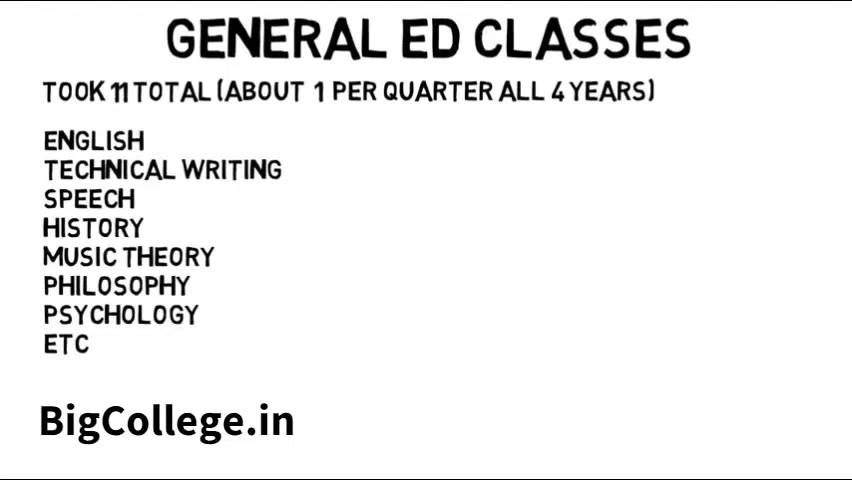 GENERAL ED CLASSES
TOOK 11 TOTAL (ABOUT 1 PER QUARTER ALL 4 YEARS)
ENGLISH
TECHNICAL WRITING
SPEECH
HISTORY
MUSIC THEORY
PHILOSOPHY
PSYCHOLOGY
ETC
BigCollege.in